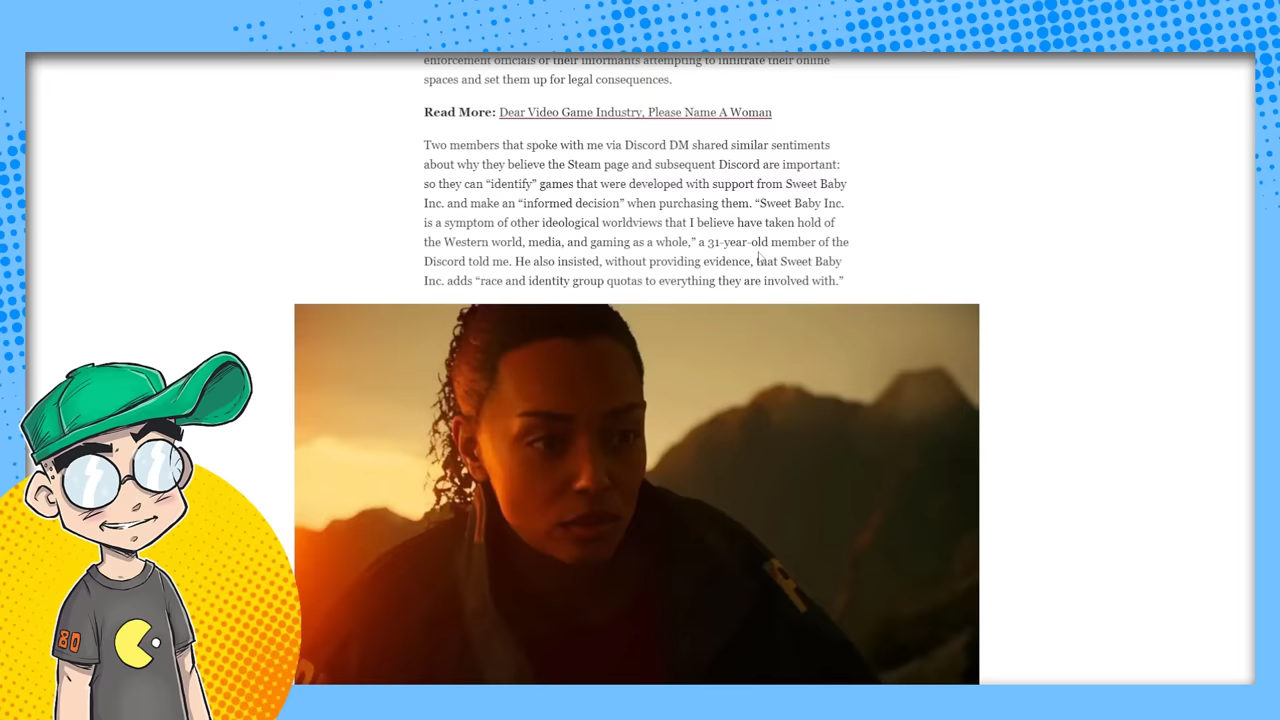 enforcement officials or their informants attempting to infiltrate their online
spaces and set them up for legal consequences.
Read More: Dear Video Game Industry, Please Name A Woman
Two members that spoke with me via Discord DM shared similar sentiments
about why they believe the Steam page and subsequent Discord are important:
so they can “identify” games that were developed with support from Sweet Baby
Inc. and make an “informed decision” when purchasing them. “Sweet Baby Inc.
is a symptom of other ideological worldviews that I believe have taken hold of
the Western world, media, and gaming as a whole,” a 31-year-old member of the
Discord told me. He also insisted, without providing evidence, that Sweet Baby
Inc. adds “race and identity group quotas to everything they are involved with.”
80